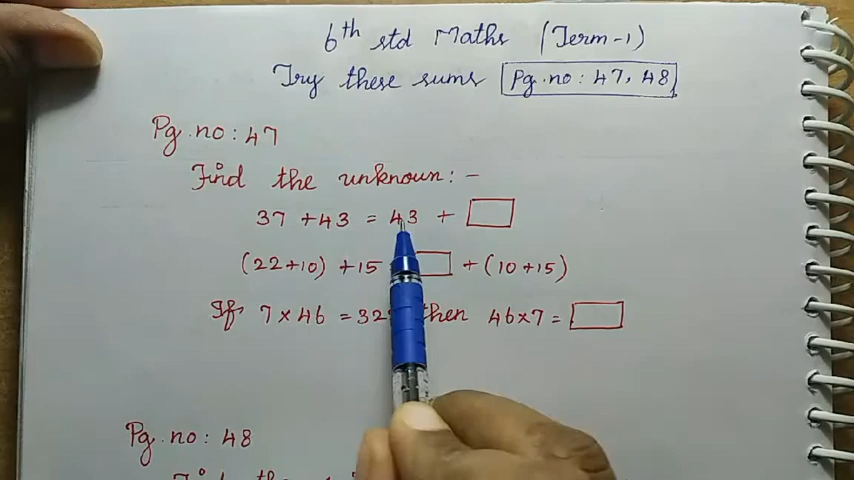 6th std Maths (Term-1)
Try these sums Pg.no: 47, 48
Pg.no: 47
Find the unknown:-
37 + 43 = 43 +
(22+10) + 15 + (10+15)
If 7 × 46 = 32 then 46×7 =
Pg.no: 48